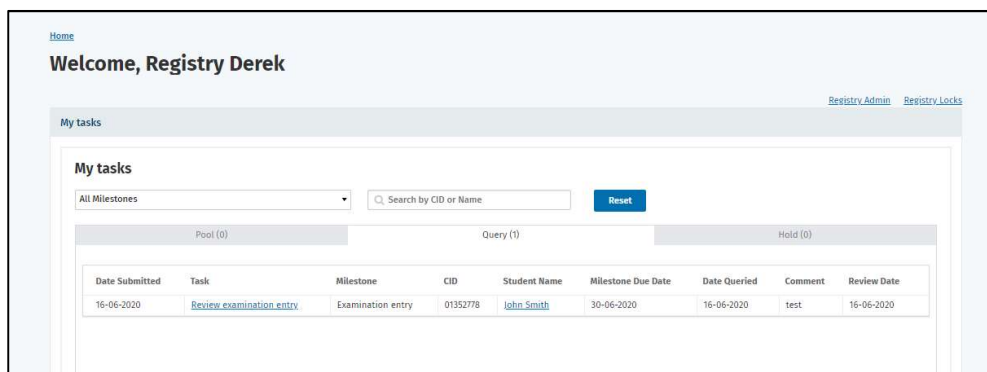 Home
Welcome, Registry Derek
Registry Admin Registry Locks
My tasks
My tasks
All Milestones Search by CID or Name Reset
Pool (0) Query (1) Hold (0)
Date Submitted Task Milestone CID Student Name Milestone Due Date Date Queried Comment Review Date
16-06-2020 Review examination entry Examination entry 01352778 John Smith 30-06-2020 16-06-2020 test 16-06-2020